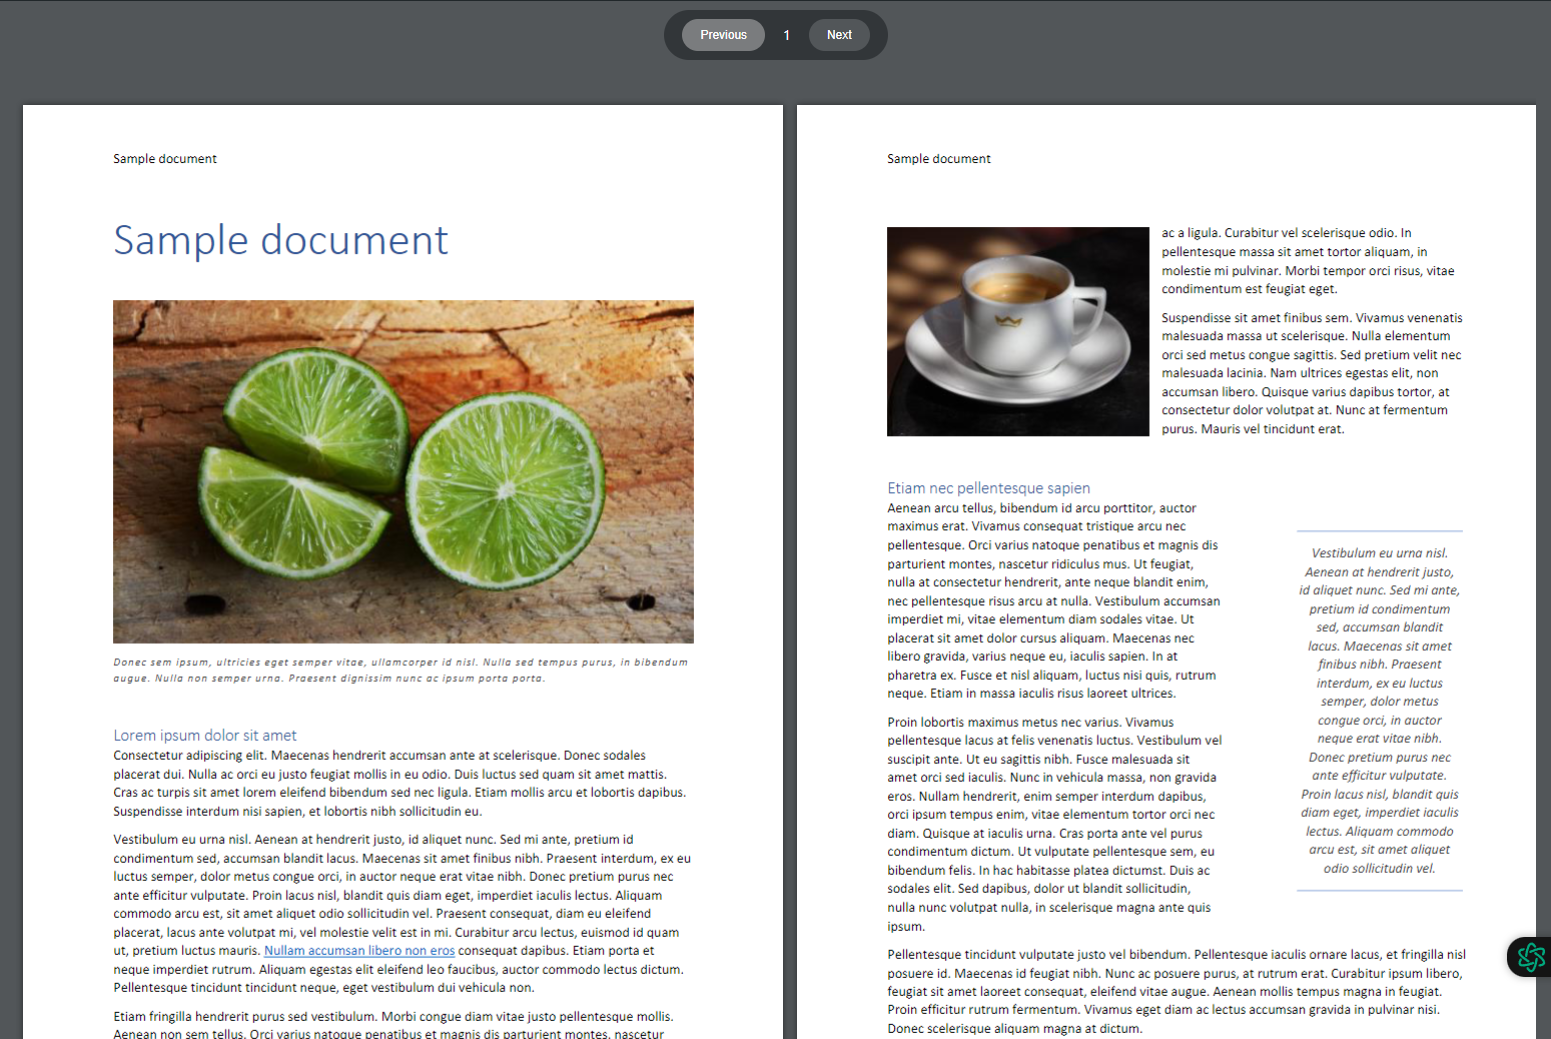 Previous 1 Next
Sample document
Sample document
Donec sem ipsum, ultricies eget semper vitae, ullamcorper id nisl. Nulla sed tempus purus, in bibendum
augue. Nulla non semper urna. Praesent dignissim nunc ac ipsum porta porta.
Lorem ipsum dolor sit amet
Consectetur adipiscing elit. Maecenas hendrerit accumsan ante at scelerisque. Donec sodales
placerat dui. Nulla ac orci eu justo feugiat mollis in eu odio. Duis luctus sed quam sit amet mattis.
Cras ac turpis sit amet lorem eleifend bibendum sed nec ligula. Etiam mollis arcu et lobortis dapibus.
Suspendisse interdum nisi sapien, et lobortis nibh sollicitudin eu.
Vestibulum eu urna nisl. Aenean at hendrerit justo, id aliquet nunc. Sed mi ante, pretium id
condimentum sed, accumsan blandit lacus. Maecenas sit amet finibus nibh. Praesent interdum, ex eu
luctus semper, dolor metus congue orci, in auctor neque erat vitae nibh. Donec pretium purus nec
ante efficitur vulputate. Proin lacus nisl, blandit quis diam eget, imperdiet iaculis lectus. Aliquam
commodo arcu est, sit amet aliquet odio sollicitudin vel. Praesent consequat, diam eu eleifend
placerat, lacus ante volutpat mi, vel molestie velit est in mi. Curabitur arcu lectus, euismod id quam
ut, pretium luctus mauris. Nullam accumsan libero non eros consequat dapibus. Etiam porta et
neque imperdiet rutrum. Aliquam egestas elit eleifend leo faucibus, auctor commodo lectus dictum.
Pellentesque tincidunt tincidunt neque, eget vestibulum dui vehicula non.
Etiam fringilla hendrerit purus sed vestibulum. Morbi congue diam vitae justo pellentesque mollis.
Aenean non sem tellus. Orci varius natoque penatibus et magnis dis parturient montes, nascetur
Sample document
ac a ligula. Curabitur vel scelerisque odio. In
pellentesque massa sit amet tortor aliquam, in
molestie mi pulvinar. Morbi tempor orci risus, vitae
condimentum est feugiat eget.
Suspendisse sit amet finibus sem. Vivamus venenatis
malesuada massa ut scelerisque. Nulla elementum
orci sed metus congue sagittis. Sed pretium velit nec
malesuada lacinia. Nam ultrices egestas elit, non
accumsan libero. Quisque varius dapibus tortor, at
consectetur dolor volutpat at. Nunc at fermentum
purus. Mauris vel tincidunt erat.
Etiam nec pellentesque sapien
Aenean arcu tellus, bibendum id arcu porttitor, auctor
maximus erat. Vivamus consequat tristique arcu nec
pellentesque. Orci varius natoque penatibus et magnis dis
parturient montes, nascetur ridiculus mus. Ut feugiat,
nulla at consectetur hendrerit, ante neque blandit enim,
nec pellentesque risus arcu at nulla. Vestibulum accumsan
imperdiet mi, vitae elementum diam sodales vitae. Ut
placerat sit amet dolor cursus aliquam. Maecenas nec
libero gravida, varius neque eu, iaculis sapien. In at
pharetra ex. Fusce et nisl aliquam, luctus nisi quis, rutrum
neque. Etiam in massa iaculis risus laoreet ultrices.
Proin lobortis maximus metus nec varius. Vivamus
pellentesque lacus at felis venenatis luctus. Vestibulum vel
suscipit ante. Ut eu sagittis nibh. Fusce malesuada sit
amet orci sed iaculis. Nunc in vehicula massa, non gravida
eros. Nullam hendrerit, enim semper interdum dapibus,
orci ipsum tempus enim, vitae elementum tortor orci nec
diam. Quisque at iaculis urna. Cras porta ante vel purus
condimentum dictum. Ut vulputate pellentesque sem, eu
bibendum felis. In hac habitasse platea dictumst. Duis ac
sodales elit. Sed dapibus, dolor ut blandit sollicitudin,
nulla nunc volutpat nulla, in scelerisque magna ante quis
ipsum.
Vestibulum eu urna nisl.
Aenean at hendrerit justo,
id aliquet nunc. Sed mi ante,
pretium id condimentum
sed, accumsan blandit
lacus. Maecenas sit amet
finibus nibh. Praesent
interdum, ex eu luctus
semper, dolor metus
congue orci, in auctor
neque erat vitae nibh.
Donec pretium purus nec
ante efficitur vulputate.
Proin lacus nisl, blandit quis
diam eget, imperdiet iaculis
lectus. Aliquam commodo
arcu est, sit amet aliquet
odio sollicitudin vel.
Pellentesque tincidunt vulputate justo vel bibendum. Pellentesque iaculis ornare lacus, et fringilla nisl
posuere id. Maecenas id feugiat nibh. Nunc ac posuere purus, at rutrum erat. Curabitur ipsum libero,
feugiat sit amet laoreet consequat, eleifend vitae augue. Aenean mollis tempus magna in feugiat.
Proin efficitur rutrum fermentum. Vivamus eget diam ac lectus accumsan gravida in pulvinar nisi.
Donec scelerisque aliquam magna at dictum.